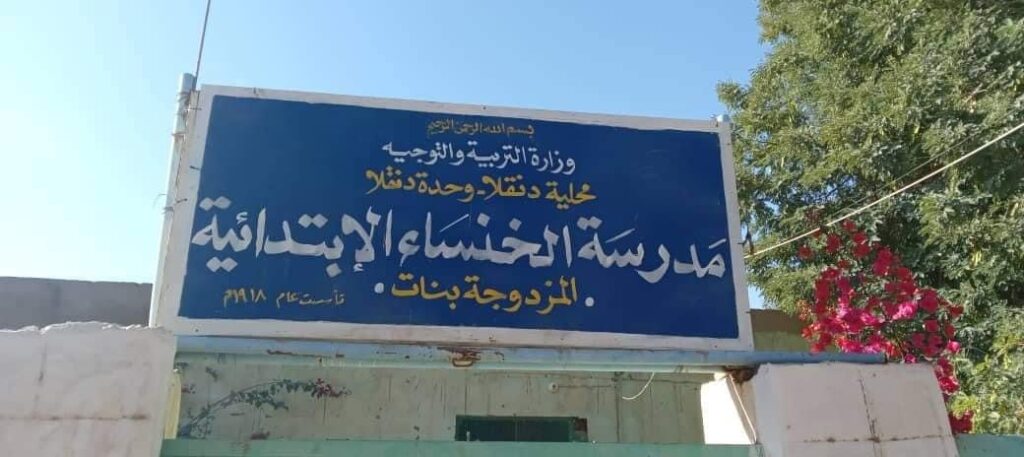 بسم الله الرحمن الرحيم
وزارة التربية والتوجيه
محلية دنقلا - وحدة دنقلا
مدرسة الخنساء الإبتدائية
. المزدوجة بنات .
تأسست عام ١٩١٨م